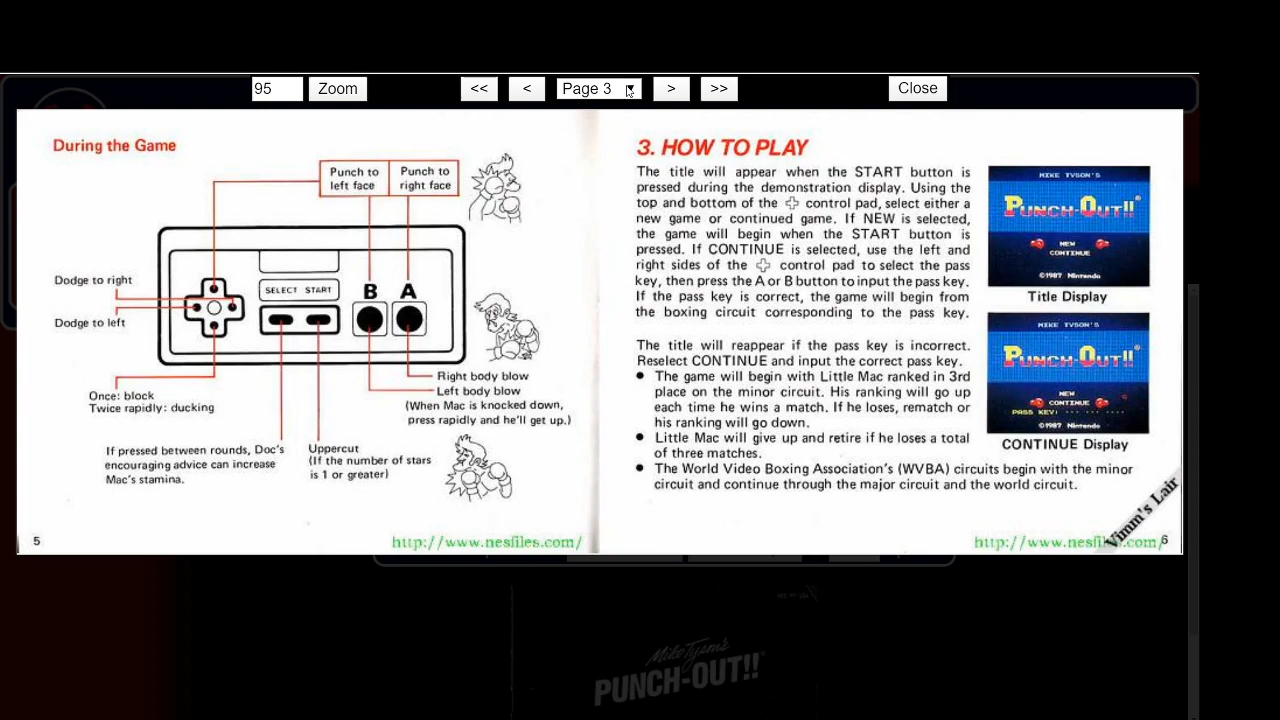 95 Zoom << < Page 3 > >> Close
During the Game
Punch to
left face
Punch to
right face
Dodge to right
Dodge to left
SELECT START
B A
Once: block
Twice rapidly: ducking
Right body blow
Left body blow
(When Mac is knocked down,
press rapidly and he'll get up.)
If pressed between rounds, Doc's
encouraging advice can increase
Mac's stamina.
Uppercut
(If the number of stars
is 1 or greater)
5
http://www.nesfiles.com/
3. HOW TO PLAY
The title will appear when the START button is
pressed during the demonstration display. Using the
top and bottom of the control pad, select either a
new game or continued game. If NEW is selected,
the game will begin when the START button is
pressed. If CONTINUE is selected, use the left and
right sides of the control pad to select the pass
key, then press the A or B button to input the pass key.
If the pass key is correct, the game will begin from
the boxing circuit corresponding to the pass key.
The title will reappear if the pass key is incorrect.
Reselect CONTINUE and input the correct pass key.
• The game will begin with Little Mac ranked in 3rd
place on the minor circuit. His ranking will go up
each time he wins a match. If he loses, rematch or
his ranking will go down.
• Little Mac will give up and retire if he loses a total
of three matches.
• The World Video Boxing Association's (WVBA) circuits begin with the minor
circuit and continue through the major circuit and the world circuit.
MIKE TYSON'S
PUNCH-OUT!!®
NEW
CONTINUE
©1987 Nintendo
Title Display
MIKE TYSON'S
PUNCH-OUT!!®
NEW
CONTINUE
PASS KEY: --- ---- ----
©1987 Nintendo
CONTINUE Display
Vimm's Lair
http://www.nesfiles.com/
6
Mike Tyson's
PUNCH-OUT!!